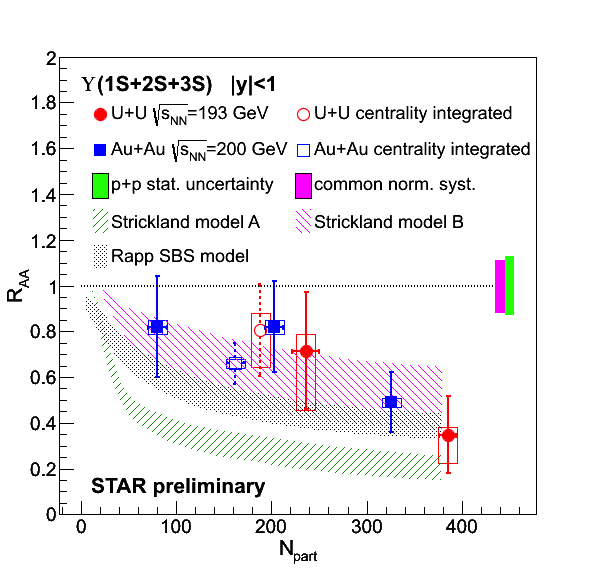 ϒ(1S+2S+3S) |y|<1
U+U √sNN=193 GeV
U+U centrality integrated
Au+Au √sNN=200 GeV
Au+Au centrality integrated
p+p stat. uncertainty
common norm. syst.
Strickland model A
Strickland model B
Rapp SBS model
STAR preliminary
RAA
2
1.8
1.6
1.4
1.2
1
0.8
0.6
0.4
0.2
0
0 100 200 300 400
Npart